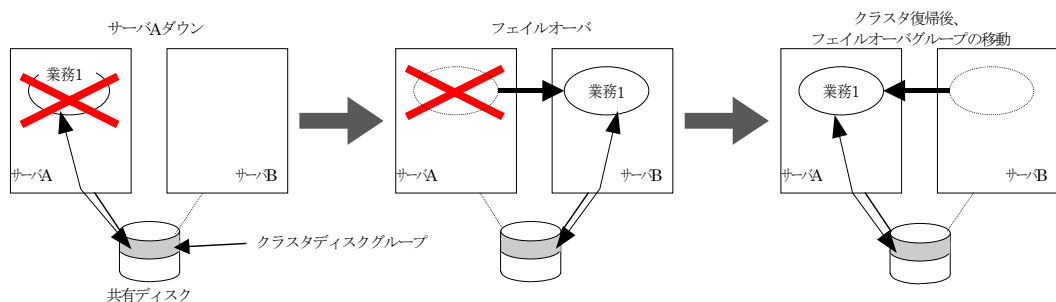 サーバAダウン
業務1
サーバA
サーバB
クラスタディスクグループ
共有ディスク
フェイルオーバ
業務1
サーバA
サーバB
クラスタ復帰後、
フェイルオーバグループの移動
業務1
サーバA
サーバB